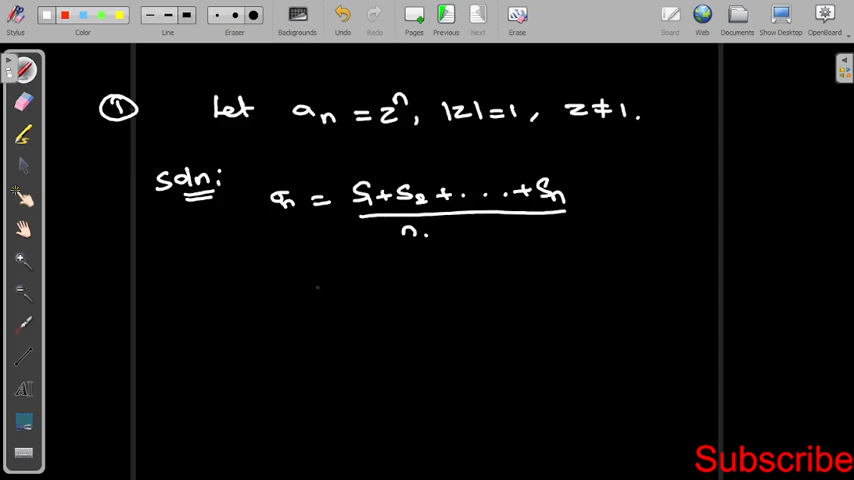 Stylus Color Line Eraser Backgrounds Undo Redo Pages Previous Next Erase Board Web Documents Show Desktop OpenBoard
① Let aₙ = zⁿ, |z| = 1, z ≠ 1.
Soln:
σₙ = S₁ + S₂ + . . . + Sₙ
n.
Subscribe